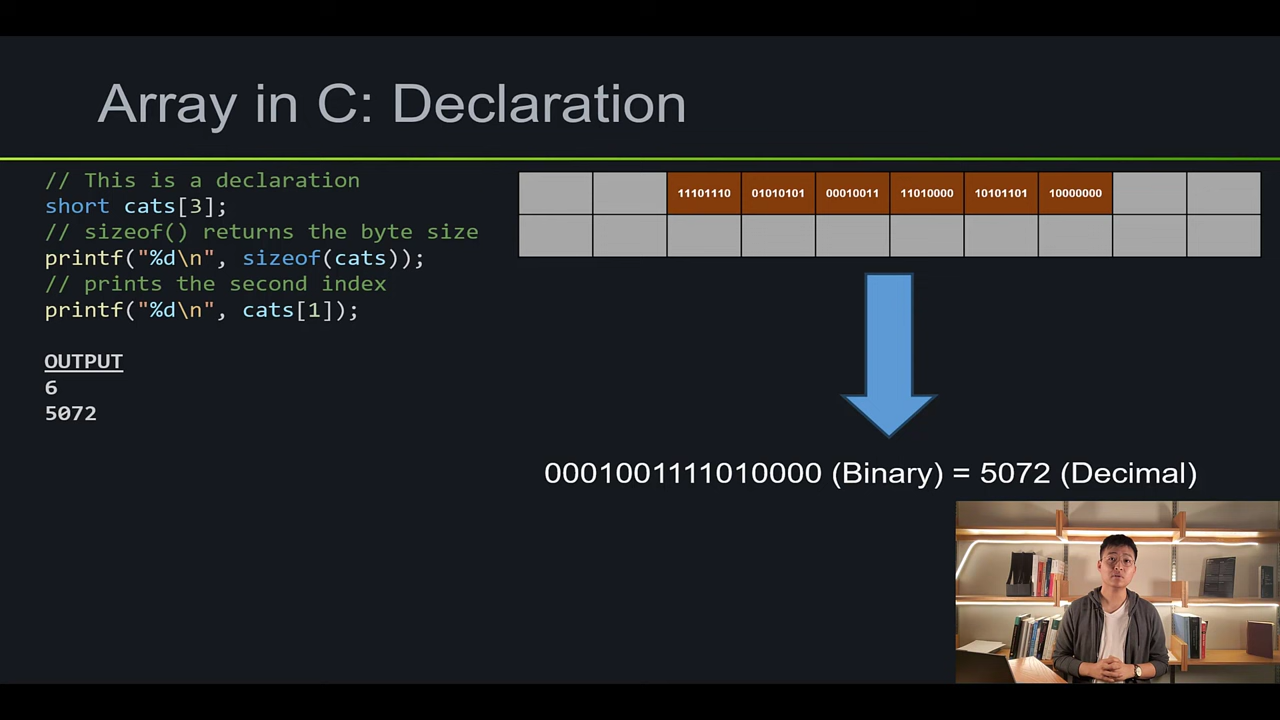 Array in C: Declaration
// This is a declaration
short cats[3];
// sizeof() returns the byte size
printf("%d\n", sizeof(cats));
// prints the second index
printf("%d\n", cats[1]);
OUTPUT
6
5072
11101110 01010101 00010011 11010000 10101101 10000000
0001001111010000 (Binary) = 5072 (Decimal)